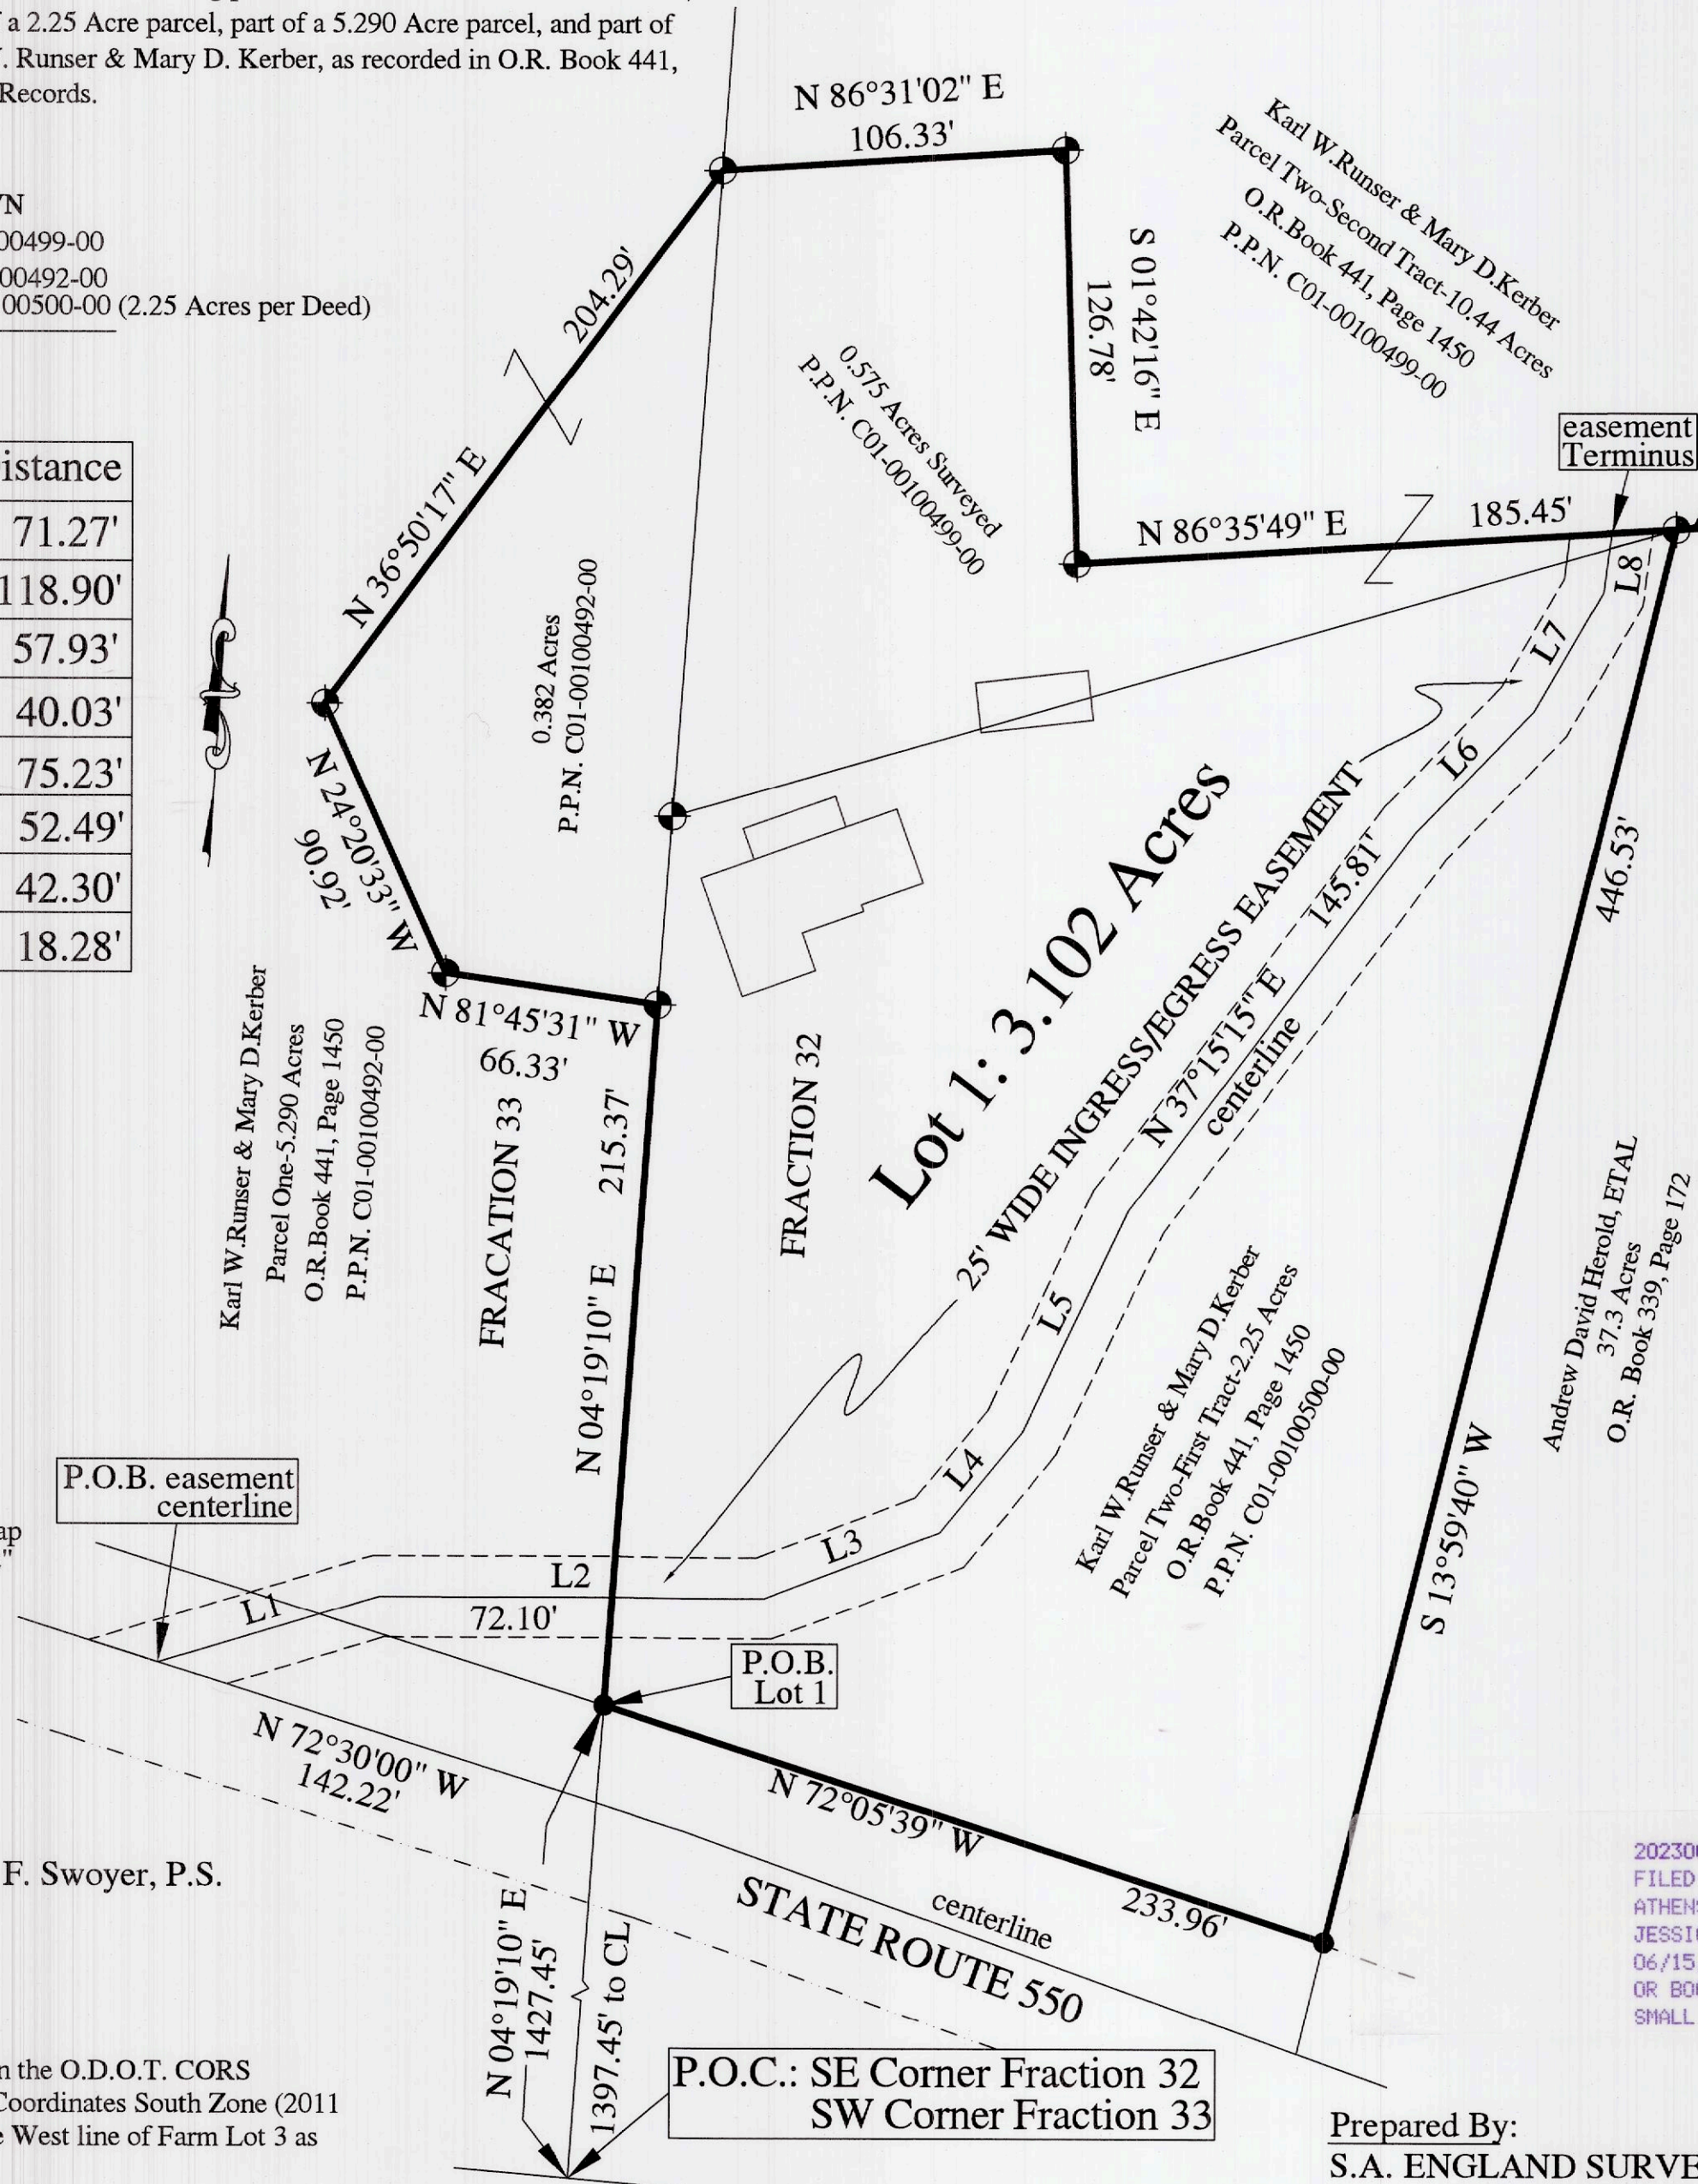 a 2.25 Acre parcel, part of a 5.290 Acre parcel, and part of
. Runser & Mary D. Kerber, as recorded in O.R. Book 441,
Records.
00499-00
00492-00
00500-00 (2.25 Acres per Deed)
istance
71.27'
118.90'
57.93'
40.03'
75.23'
52.49'
42.30'
18.28'
N 86°31'02" E
106.33'
Karl W.Runser & Mary D.Kerber
Parcel Two-Second Tract-10.44 Acres
O.R.Book 441, Page 1450
P.P.N. C01-00100499-00
204.29'
N 36°50'17" E
S 01°42'16" E
126.78'
0.575 Acres Surveyed
P.P.N. C01-00100499-00
easement
Terminus
N 86°35'49" E
185.45'
L8
L7
L6
0.382 Acres
P.P.N. C01-00100492-00
N 24°20'33" W
90.92'
N 81°45'31" W
66.33'
Lot 1: 3.102 Acres
25' WIDE INGRESS/EGRESS EASEMENT
145.81'
N 37°15'15" E
centerline
446.53'
S 13°59'40" W
Karl W.Runser & Mary D.Kerber
Parcel One-5.290 Acres
O.R.Book 441, Page 1450
P.P.N. C01-00100492-00
FRACATION 33
215.37'
N 04°19'10" E
FRACTION 32
L5
L4
L3
Karl W.Runser & Mary D.Kerber
Parcel Two-First Tract-2.25 Acres
O.R.Book 441, Page 1450
P.P.N. C01-00100500-00
Andrew David Herold, ETAL
37.3 Acres
O.R. Book 339, Page 172
P.O.B. easement
centerline
ap
L1
L2
72.10'
P.O.B.
Lot 1
N 72°30'00" W
142.22'
N 72°05'39" W
233.96'
centerline
STATE ROUTE 550
F. Swoyer, P.S.
N 04°19'10" E
1427.45'
1397.45' to CL
P.O.C.: SE Corner Fraction 32
SW Corner Fraction 33
n the O.D.O.T. CORS
Coordinates South Zone (2011
West line of Farm Lot 3 as
FILED
ATHENS
JESSI
06/15
OR BOO
SMALL
Prepared By:
S.A. ENGLAND SURVE